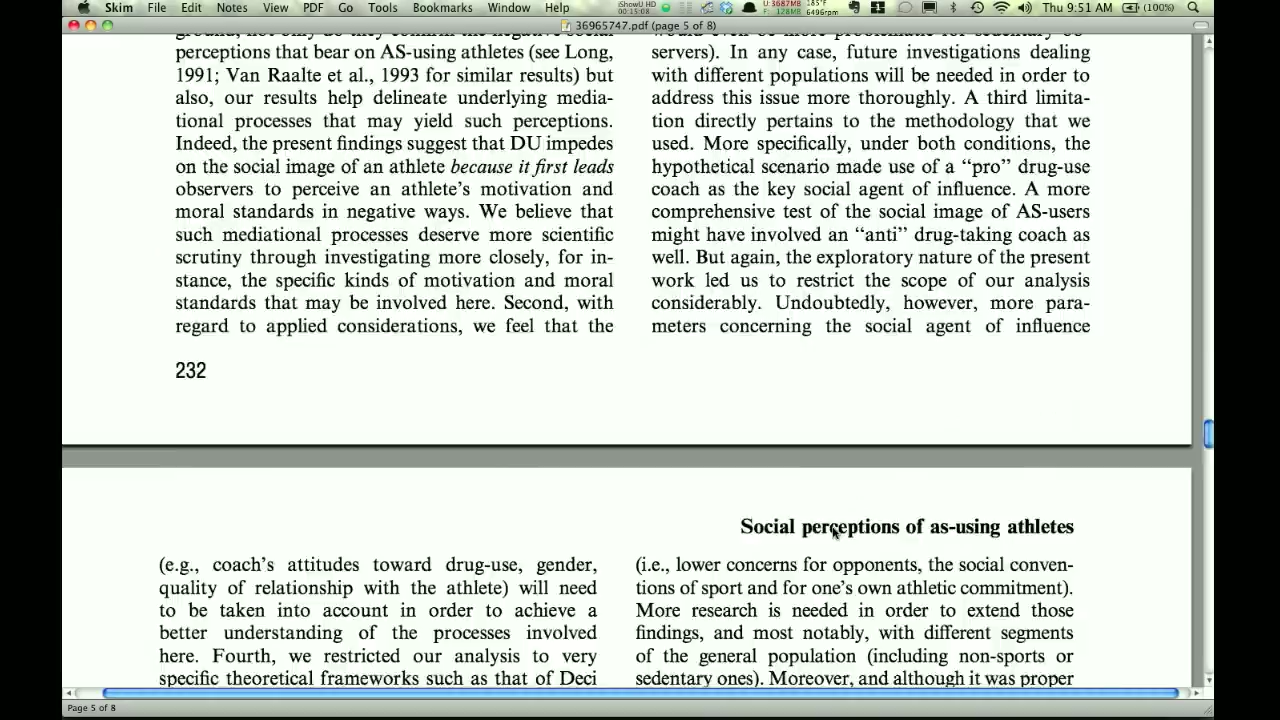 Skim File Edit Notes View PDF Go Tools Bookmarks Window Help iShowU HD 00:15:08 U: 3687MB F: 128MB 185°F 6496rpm 1 Thu 9:51 AM (100%)
36965747.pdf (page 5 of 8)
perceptions that bear on AS-using athletes (see Long,
1991; Van Raalte et al., 1993 for similar results) but
also, our results help delineate underlying media-
tional processes that may yield such perceptions.
Indeed, the present findings suggest that DU impedes
on the social image of an athlete because it first leads
observers to perceive an athlete's motivation and
moral standards in negative ways. We believe that
such mediational processes deserve more scientific
scrutiny through investigating more closely, for in-
stance, the specific kinds of motivation and moral
standards that may be involved here. Second, with
regard to applied considerations, we feel that the
232
servers). In any case, future investigations dealing
with different populations will be needed in order to
address this issue more thoroughly. A third limita-
tion directly pertains to the methodology that we
used. More specifically, under both conditions, the
hypothetical scenario made use of a “pro” drug-use
coach as the key social agent of influence. A more
comprehensive test of the social image of AS-users
might have involved an “anti” drug-taking coach as
well. But again, the exploratory nature of the present
work led us to restrict the scope of our analysis
considerably. Undoubtedly, however, more para-
meters concerning the social agent of influence
Social perceptions of as-using athletes
(e.g., coach's attitudes toward drug-use, gender,
quality of relationship with the athlete) will need
to be taken into account in order to achieve a
better understanding of the processes involved
here. Fourth, we restricted our analysis to very
specific theoretical frameworks such as that of Deci
(i.e., lower concerns for opponents, the social conven-
tions of sport and for one's own athletic commitment).
More research is needed in order to extend those
findings, and most notably, with different segments
of the general population (including non-sports or
sedentary ones). Moreover, and although it was proper
Page 5 of 8